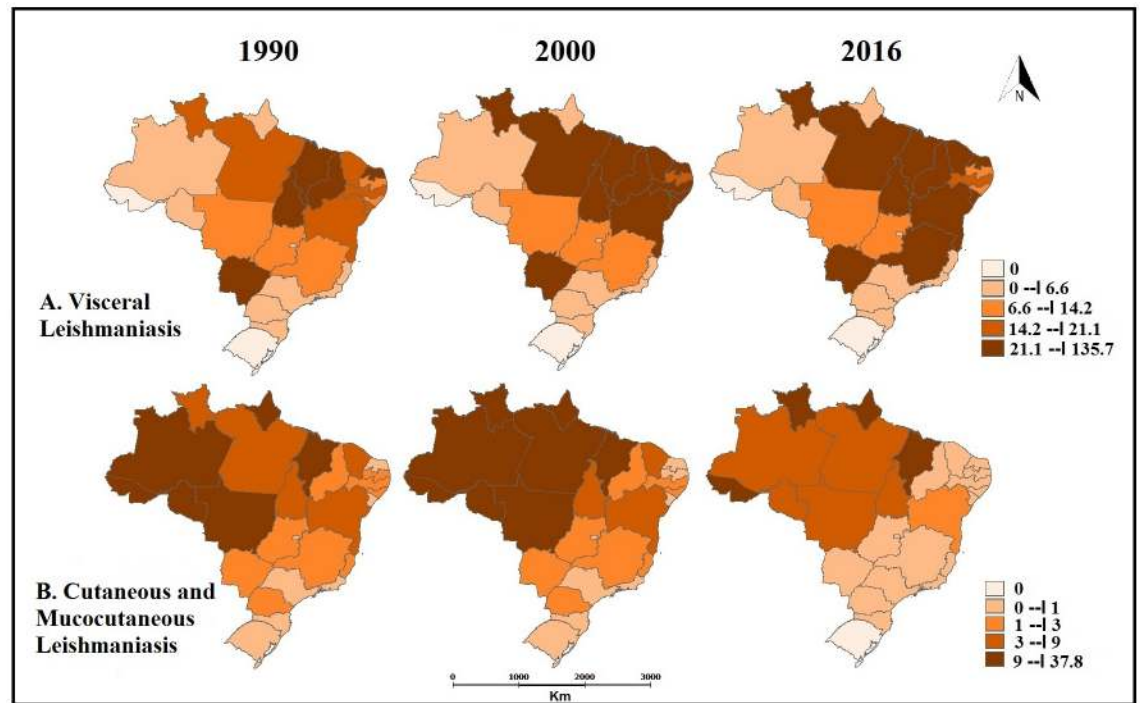 1990 2000 2016
N
A. Visceral
Leishmaniasis
0
0 --| 6.6
6.6 --| 14.2
14.2 --| 21.1
21.1 --| 135.7
B. Cutaneous and
Mucocutaneous
Leishmaniasis
0
0 --| 1
1 --| 3
3 --| 9
9 --| 37.8
0 1000 2000 3000
Km